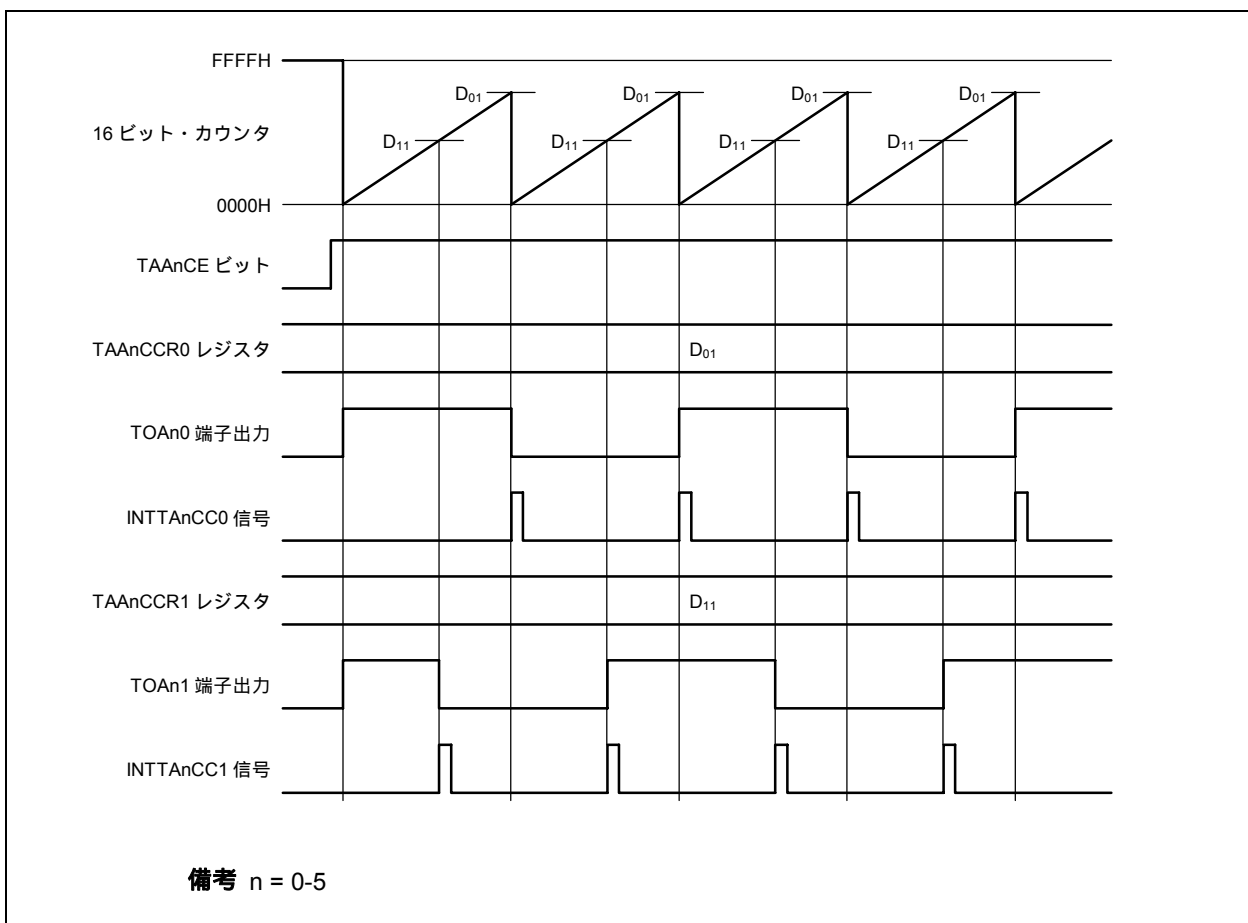 FFFFH
D₀₁ D₀₁ D₀₁ D₀₁
16 ビット・カウンタ
D₁₁ D₁₁ D₁₁ D₁₁
0000H
TAAnCE ビット
TAAnCCR0 レジスタ D₀₁
TOAn0 端子出力
INTTAnCC0 信号
TAAnCCR1 レジスタ D₁₁
TOAn1 端子出力
INTTAnCC1 信号
備考 n = 0-5